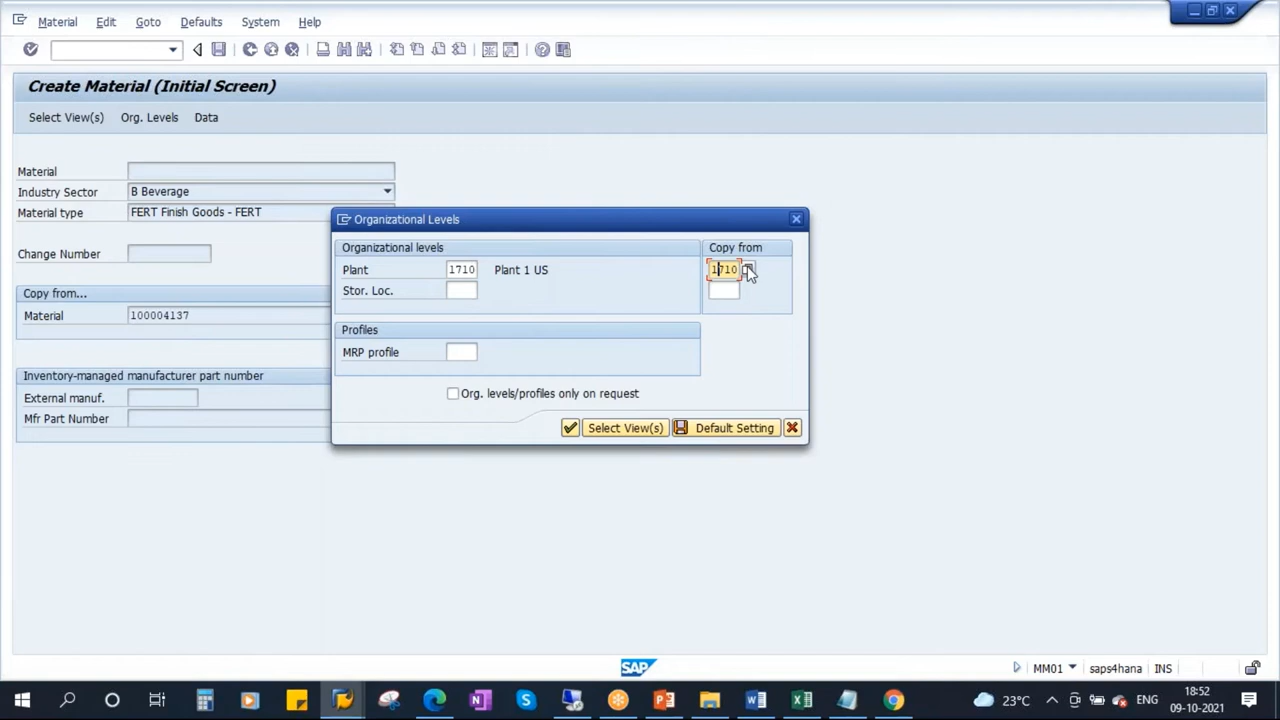 Material Edit Goto Defaults System Help
Create Material (Initial Screen)
Select View(s) Org. Levels Data
Material
Industry Sector B Beverage
Material type FERT Finish Goods - FERT
Change Number
Copy from...
Material 100004137
Inventory-managed manufacturer part number
External manuf.
Mfr Part Number
Organizational Levels
Organizational levels Copy from
Plant 1710 Plant 1 US 1710
Stor. Loc.
Profiles
MRP profile
Org. levels/profiles only on request
Select View(s) Default Setting
SAP
MM01 saps4hana INS
23°C ENG 18:52
09-10-2021